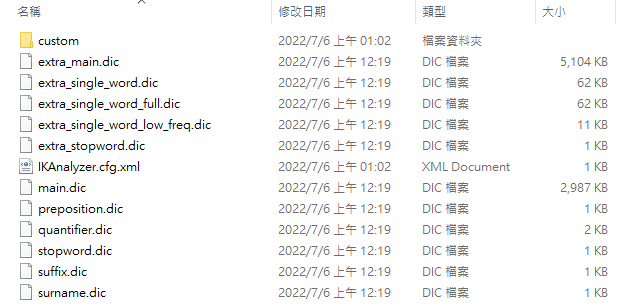 名稱 修改日期 類型 大小
custom 2022/7/6 上午 01:02 檔案資料夾
extra_main.dic 2022/7/6 上午 12:19 DIC 檔案 5,104 KB
extra_single_word.dic 2022/7/6 上午 12:19 DIC 檔案 62 KB
extra_single_word_full.dic 2022/7/6 上午 12:19 DIC 檔案 62 KB
extra_single_word_low_freq.dic 2022/7/6 上午 12:19 DIC 檔案 11 KB
extra_stopword.dic 2022/7/6 上午 12:19 DIC 檔案 1 KB
IKAnalyzer.cfg.xml 2022/7/6 上午 01:02 XML Document 1 KB
main.dic 2022/7/6 上午 12:19 DIC 檔案 2,987 KB
preposition.dic 2022/7/6 上午 12:19 DIC 檔案 1 KB
quantifier.dic 2022/7/6 上午 12:19 DIC 檔案 2 KB
stopword.dic 2022/7/6 上午 12:19 DIC 檔案 1 KB
suffix.dic 2022/7/6 上午 12:19 DIC 檔案 1 KB
surname.dic 2022/7/6 上午 12:19 DIC 檔案 1 KB